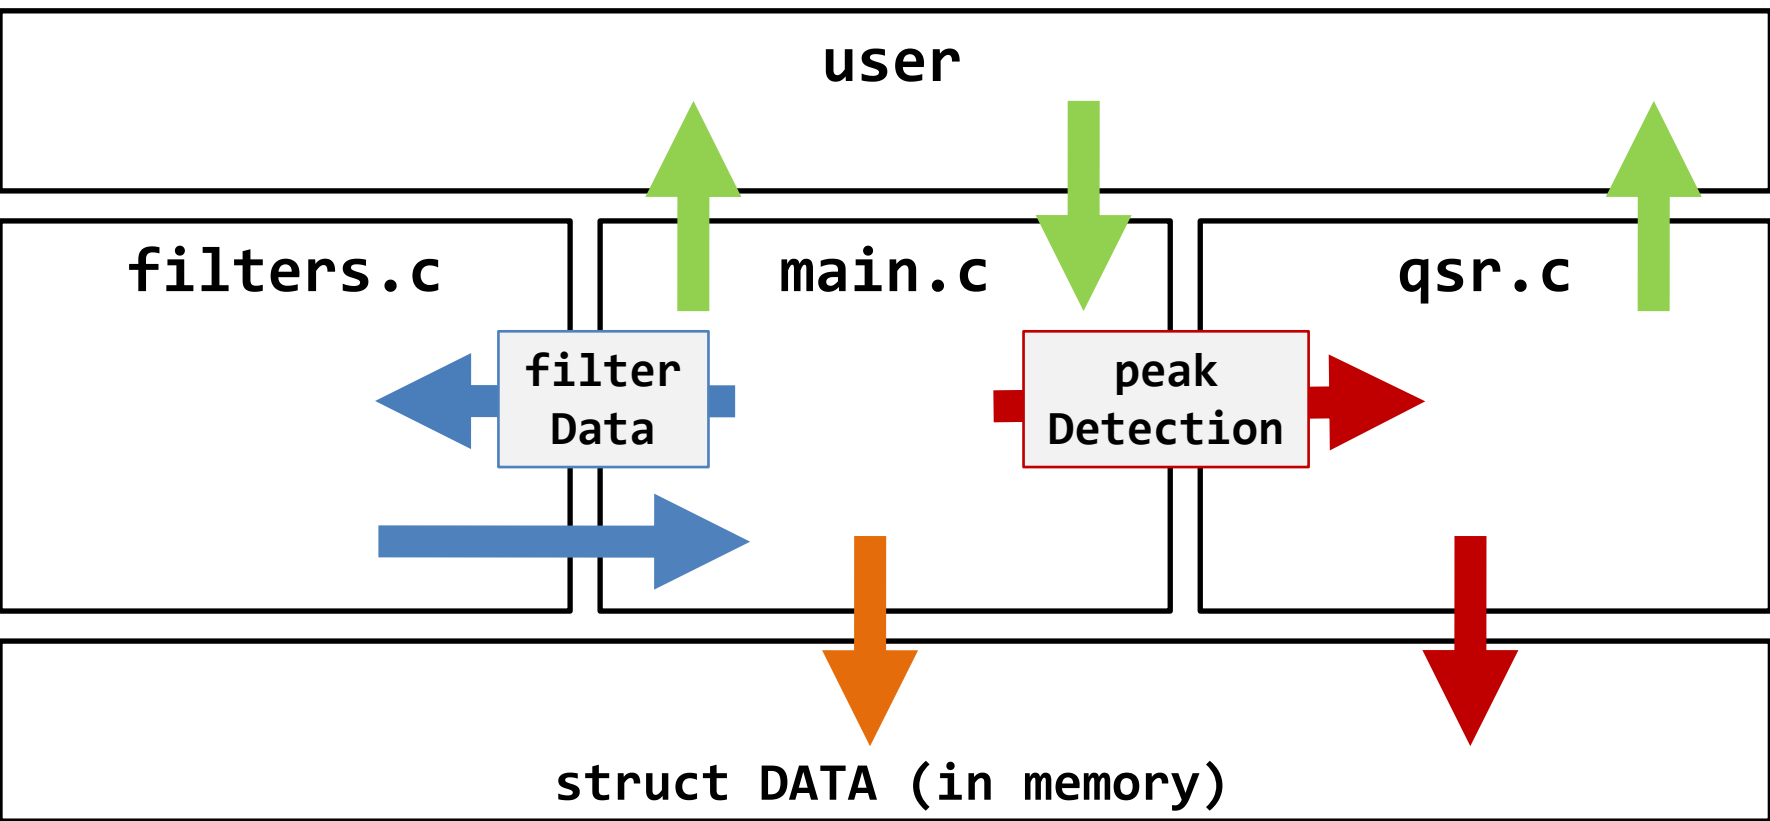 user
filters.c
main.c
qsr.c
filter
Data
peak
Detection
struct DATA (in memory)